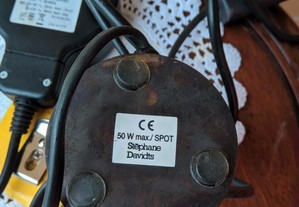 CE
50 W max./ SPOT
Stéphane
Davidts